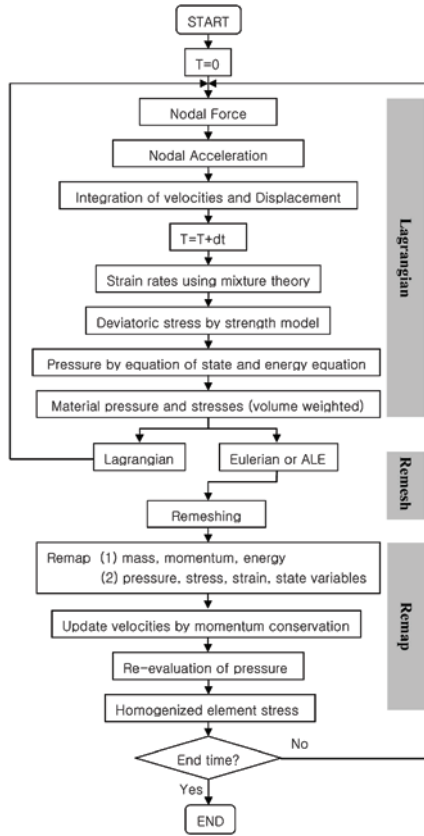 START
T=0
Nodal Force
Nodal Acceleration
Integration of velocities and Displacement
T=T+dt
Strain rates using mixture theory
Deviatoric stress by strength model
Pressure by equation of state and energy equation
Material pressure and stresses (volume weighted)
Lagrangian
Lagrangian
Eulerian or ALE
Remeshing
Remesh
Remap (1) mass, momentum, energy
(2) pressure, stress, strain, state variables
Update velocities by momentum conservation
Re-evaluation of pressure
Homogenized element stress
Remap
End time?
No
Yes
END